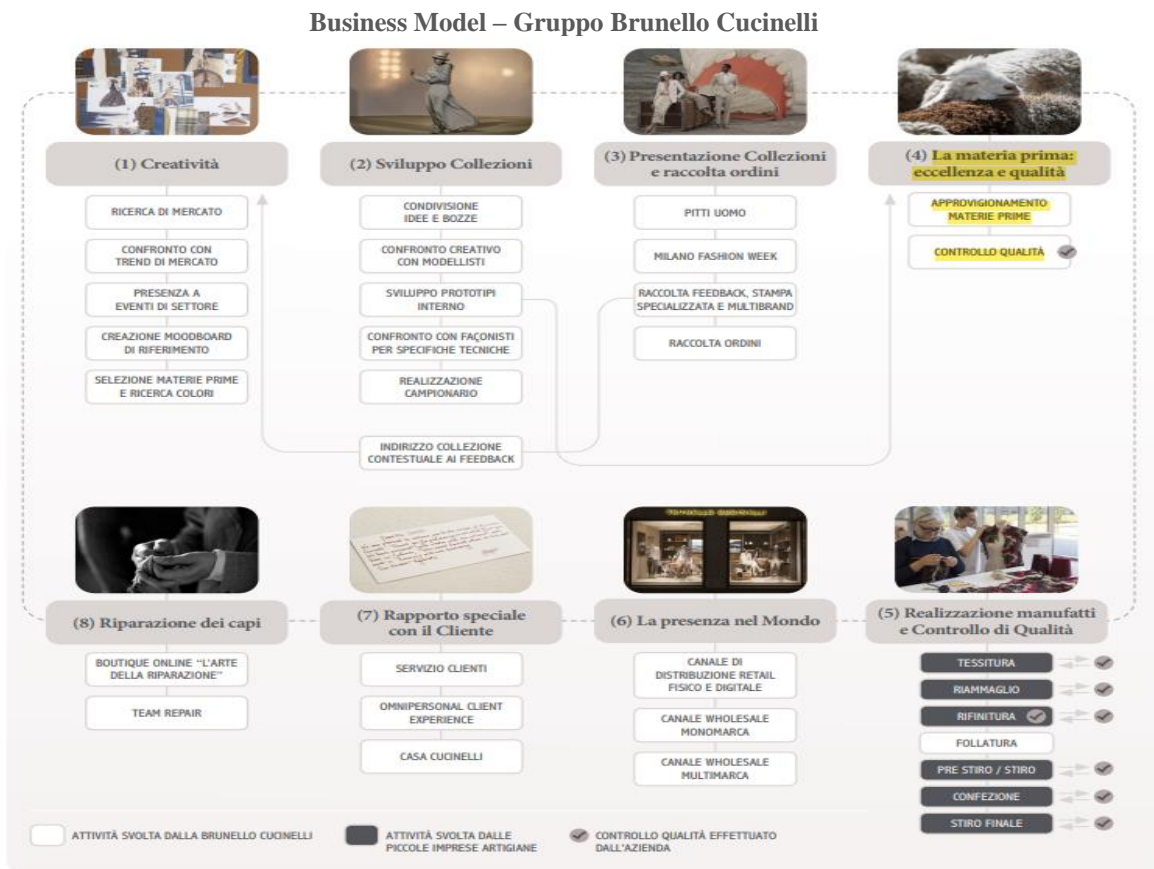 Business Model – Gruppo Brunello Cucinelli
(1) Creatività
RICERCA DI MERCATO
CONFRONTO CON
TREND DI MERCATO
PRESENZA A
EVENTI DI SETTORE
CREAZIONE MOODBOARD
DI RIFERIMENTO
SELEZIONE MATERIE PRIME
E RICERCA COLORI
(2) Sviluppo Collezioni
CONDIVISIONE
IDEE E BOZZE
CONFRONTO CREATIVO
CON MODELLISTI
SVILUPPO PROTOTIPI
INTERNO
CONFRONTO CON FAÇONISTI
PER SPECIFICHE TECNICHE
REALIZZAZIONE
CAMPIONARIO
INDIRIZZO COLLEZIONE
CONTESTUALE AI FEEDBACK
(3) Presentazione Collezioni
e raccolta ordini
PITTI UOMO
MILANO FASHION WEEK
RACCOLTA FEEDBACK, STAMPA
SPECIALIZZATA E MULTIBRAND
RACCOLTA ORDINI
(4) La materia prima:
eccellenza e qualità
APPROVIGIONAMENTO
MATERIE PRIME
CONTROLLO QUALITÀ
(8) Riparazione dei capi
BOUTIQUE ONLINE “L’ARTE
DELLA RIPARAZIONE”
TEAM REPAIR
(7) Rapporto speciale
con il Cliente
SERVIZIO CLIENTI
OMNIPERSONAL CLIENT
EXPERIENCE
CASA CUCINELLI
BRUNELLO CUCINELLI
(6) La presenza nel Mondo
CANALE DI
DISTRIBUZIONE RETAIL
FISICO E DIGITALE
CANALE WHOLESALE
MONOMARCA
CANALE WHOLESALE
MULTIMARCA
(5) Realizzazione manufatti
e Controllo di Qualità
TESSITURA
RIAMMAGLIO
RIFINITURA
FOLLATURA
PRE STIRO / STIRO
CONFEZIONE
STIRO FINALE
ATTIVITÀ SVOLTA DALLA BRUNELLO CUCINELLI
ATTIVITÀ SVOLTA DALLE
PICCOLE IMPRESE ARTIGIANE
CONTROLLO QUALITÀ EFFETTUATO
DALL'AZIENDA